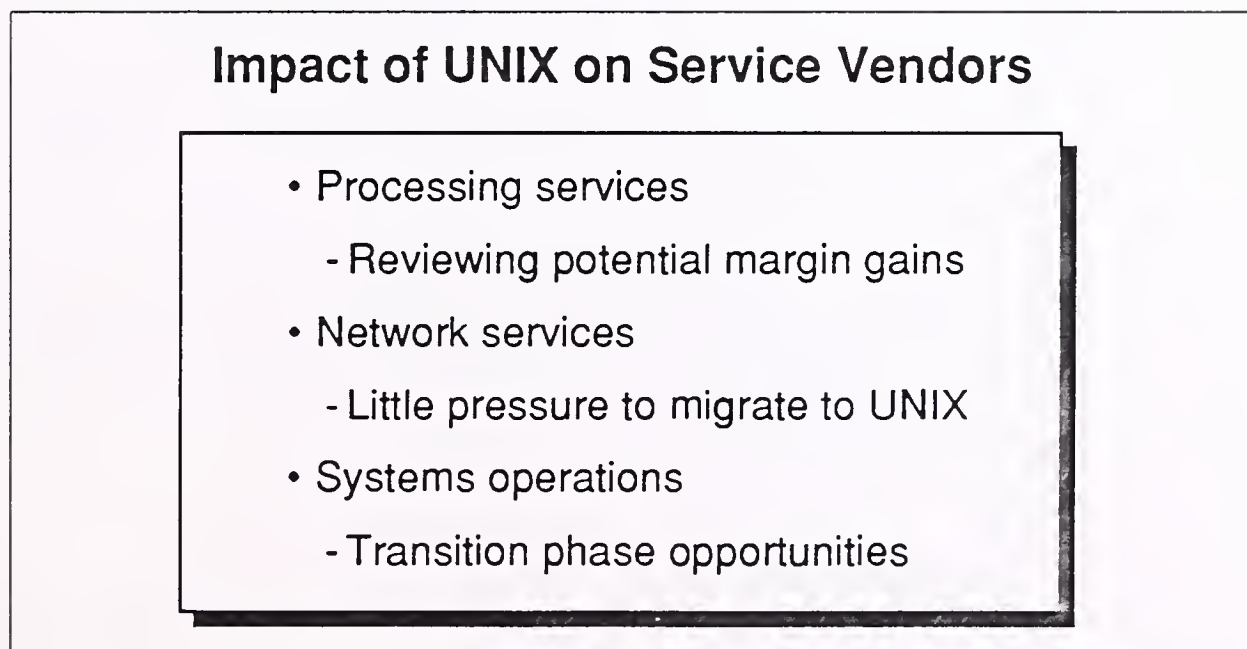 Impact of UNIX on Service Vendors
• Processing services
- Reviewing potential margin gains
• Network services
- Little pressure to migrate to UNIX
• Systems operations
- Transition phase opportunities